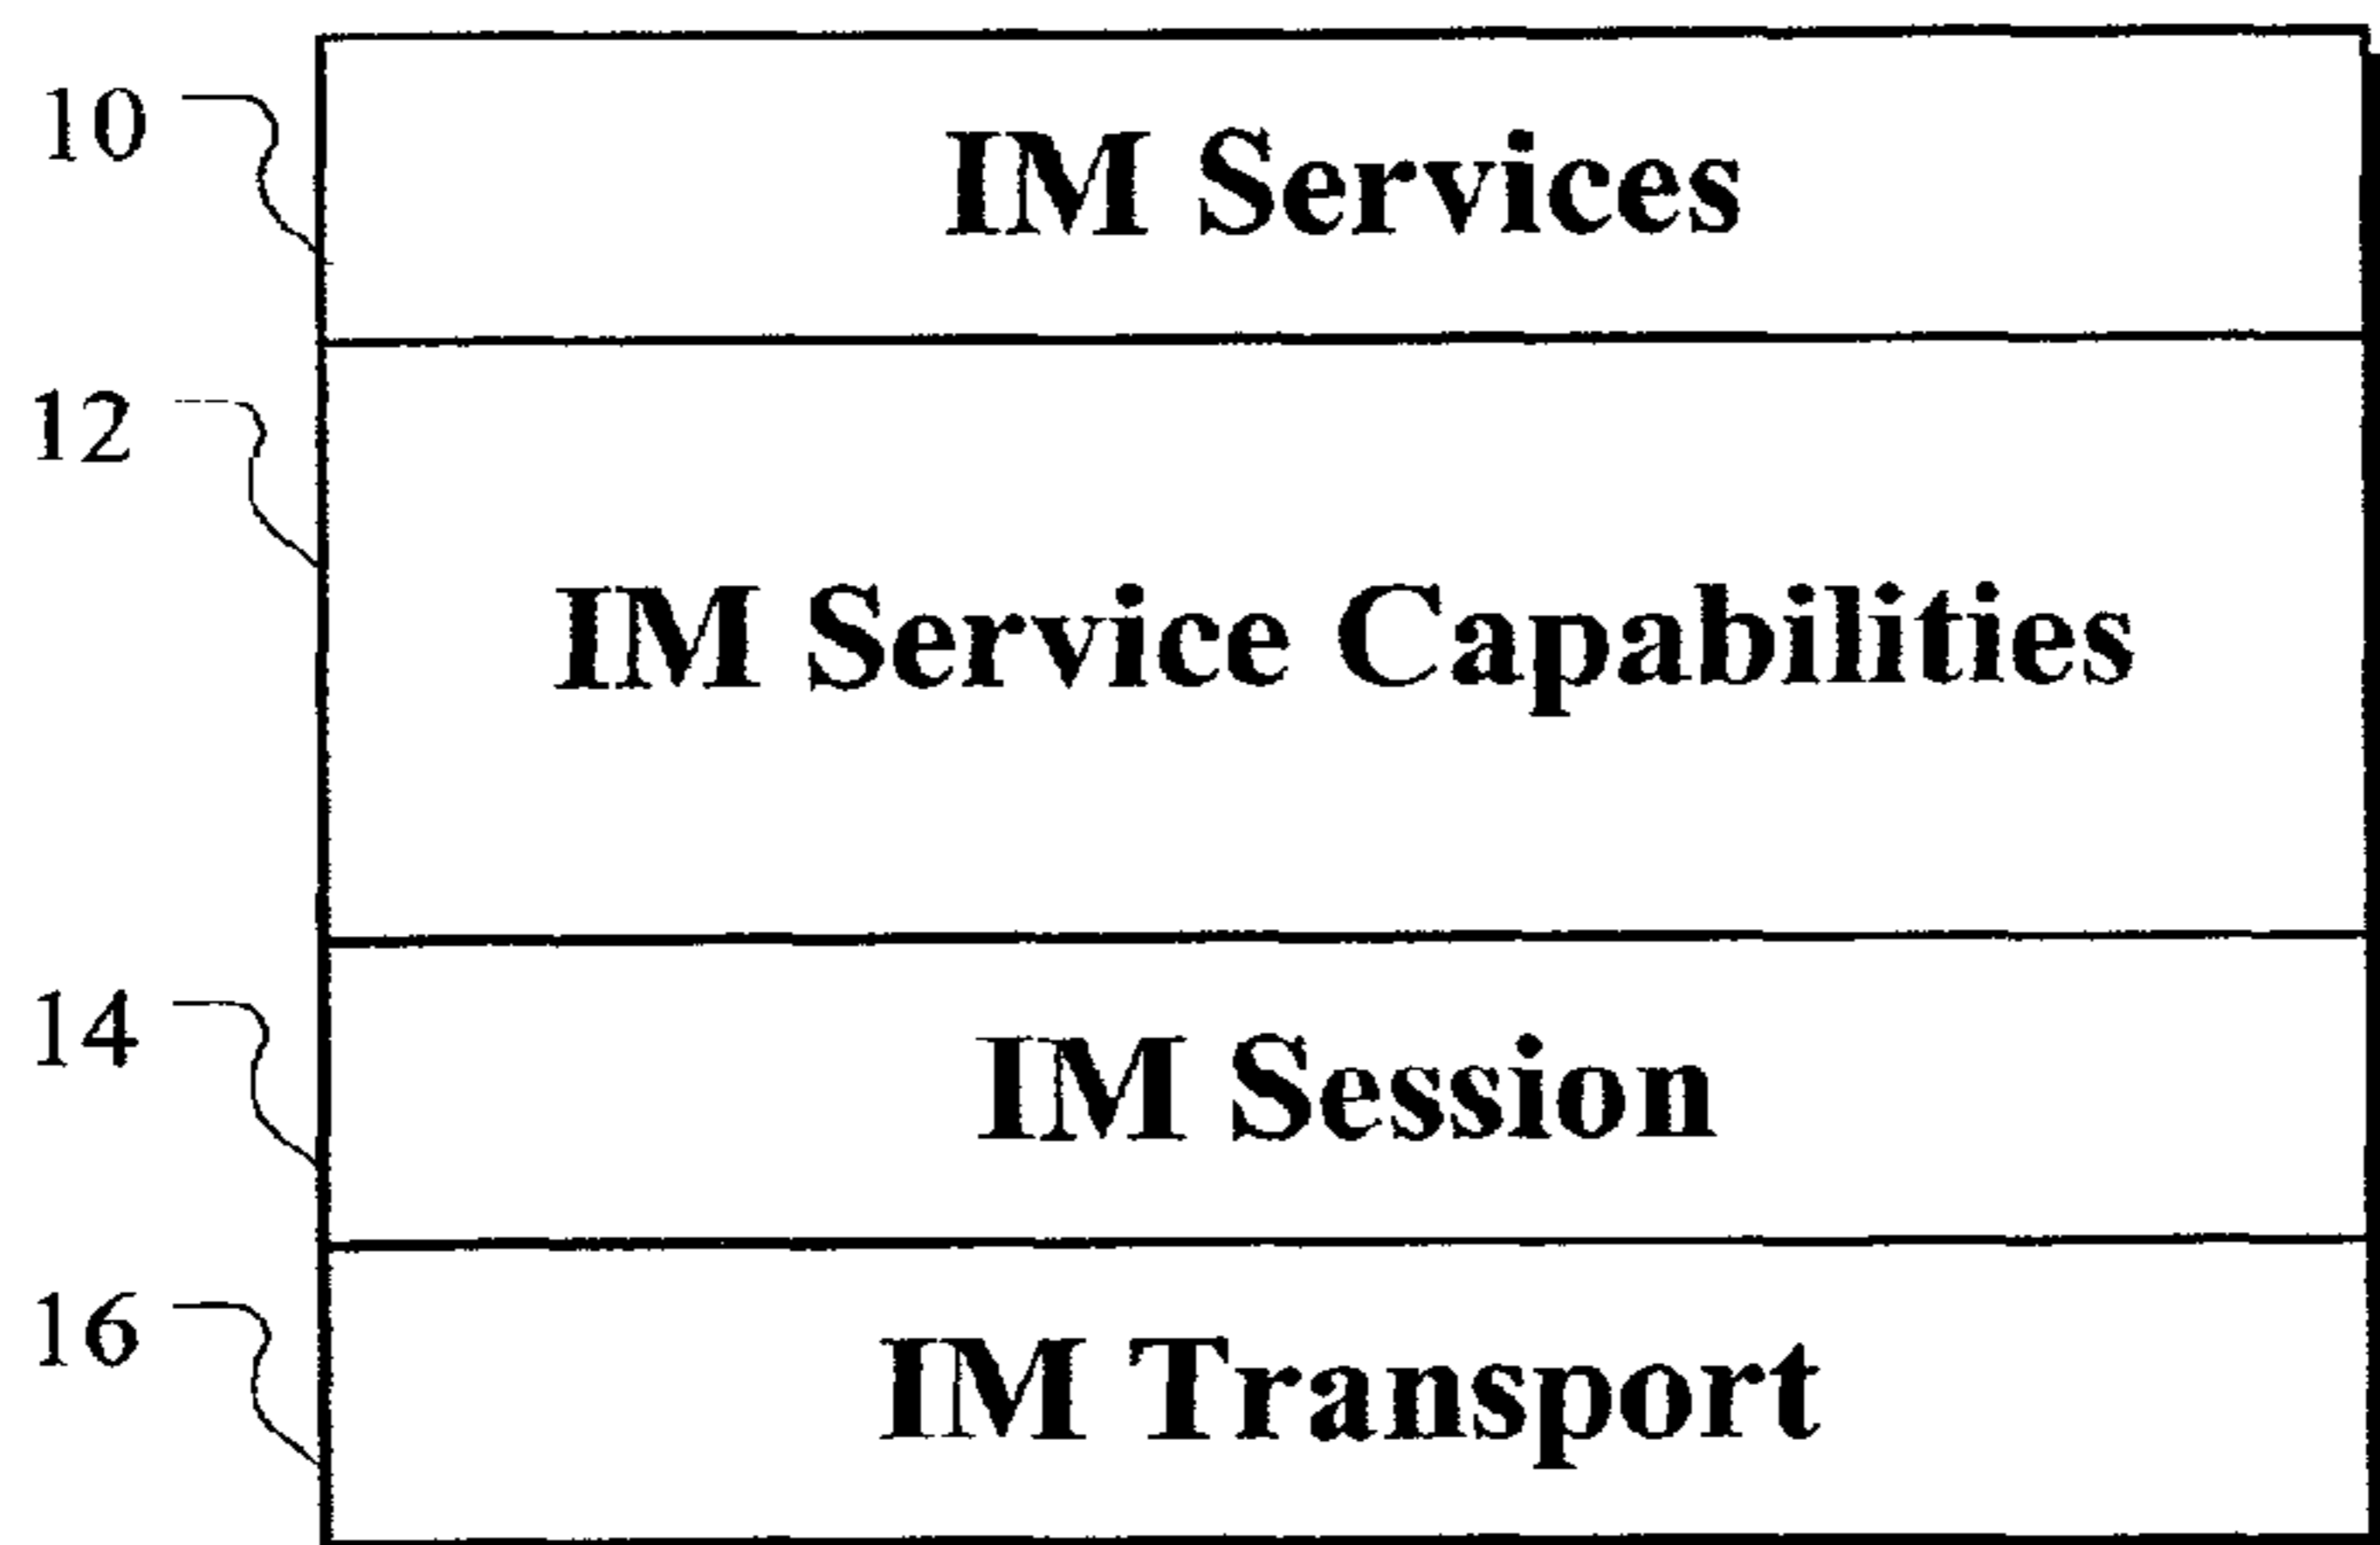 10
IM Services
12
IM Service Capabilities
14
IM Session
16
IM Transport